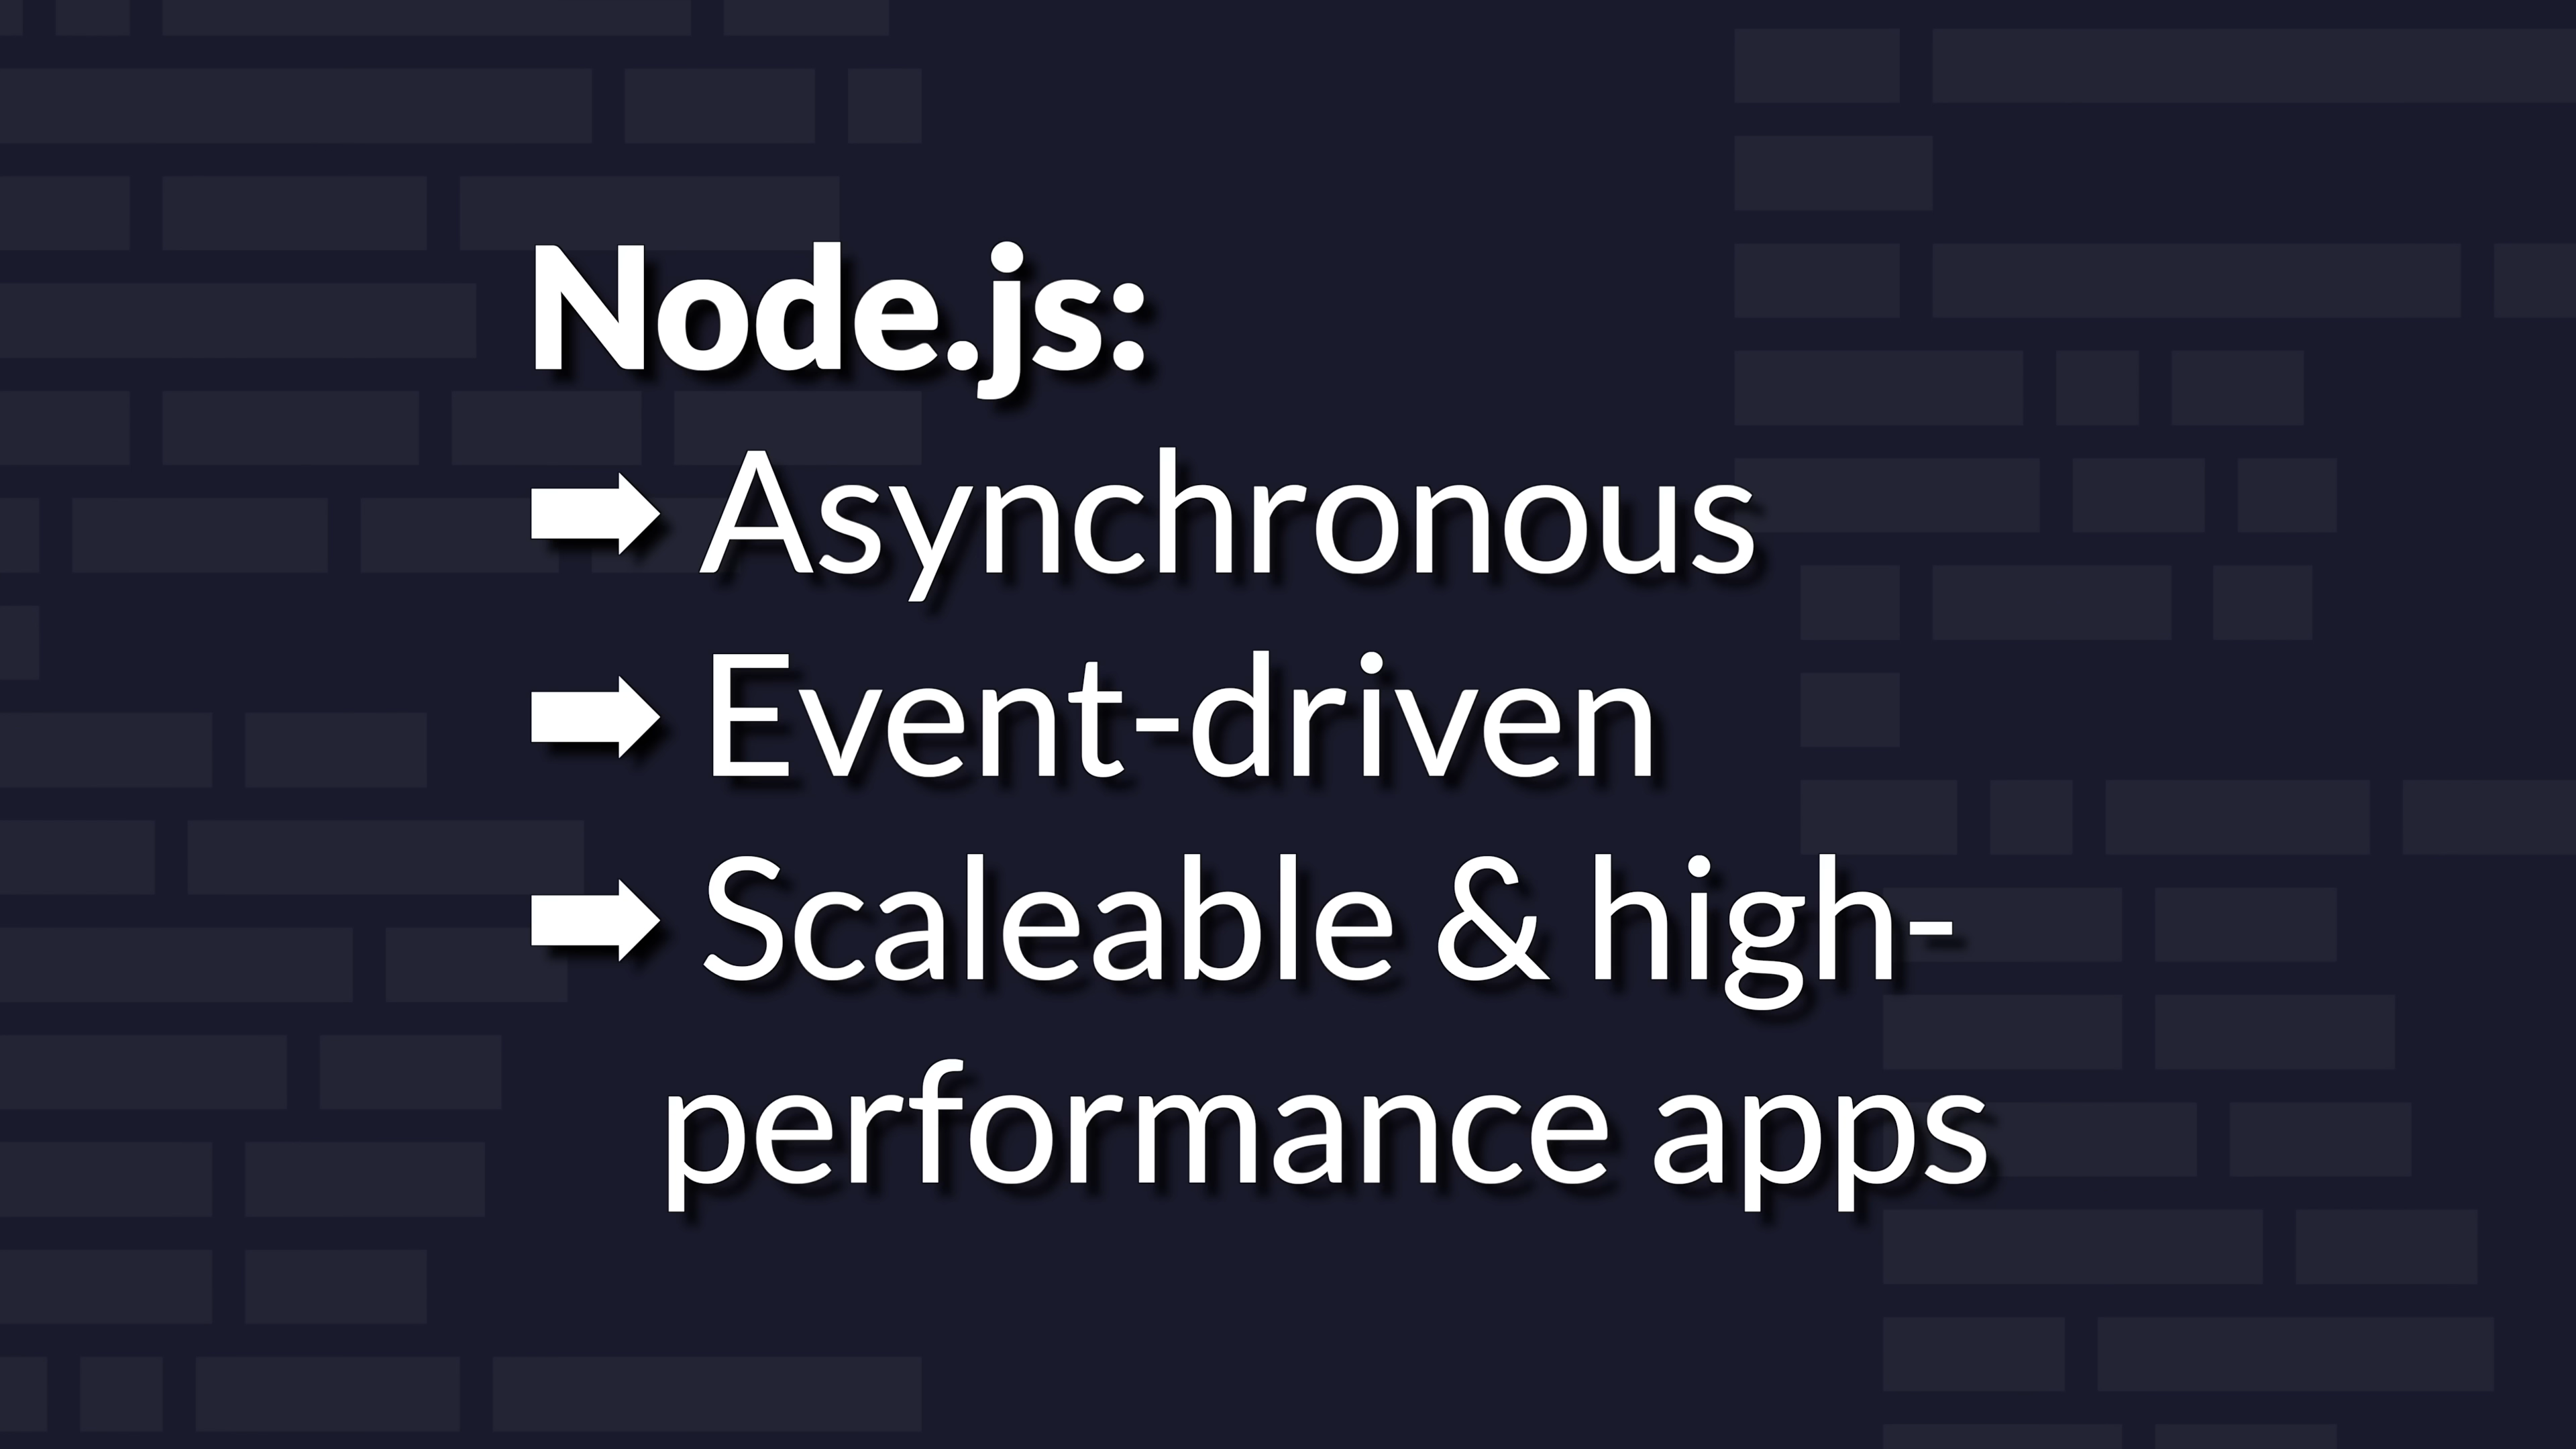 Node.js:
➡ Asynchronous
➡ Event-driven
➡ Scaleable & high-
performance apps